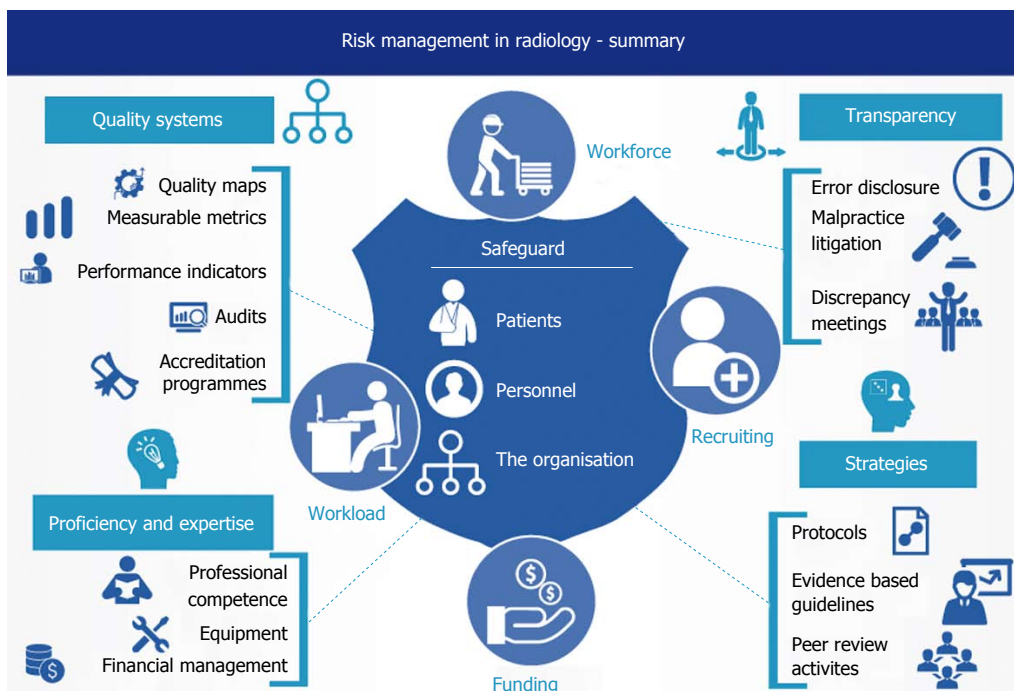 Risk management in radiology - summary
Quality systems
Quality maps
Measurable metrics
Performance indicators
Audits
Accreditation
programmes
Proficiency and expertise
Professional
competence
Equipment
Financial management
Workforce
Safeguard
Patients
Personnel
The organisation
Workload
Recruiting
Funding
Transparency
Error disclosure
Malpractice
litigation
Discrepancy
meetings
Strategies
Protocols
Evidence based
guidelines
Peer review
activites